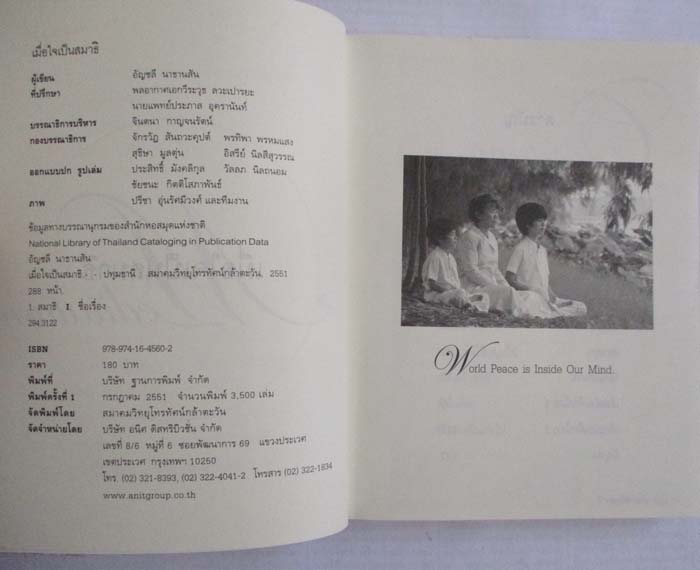 เมื่อใจเป็นสมาธิ
ผู้เขียน อัญชลี นาธานสัน
ที่ปรึกษา พลอากาศเอกวีระวุธ ลวะเปารยะ
นายแพทย์ประภาส อุครานันท์
บรรณาธิการบริหาร จินตนา กาญจนรัตน์
กองบรรณาธิการ จักรวัฏ สันถวะคุปต์ พรทิพา พรหมแสง
สุชิษา มูลคุ่น อิสรีย์ นิลสิสุวรรณ
ออกแบบปก รูปเล่ม ประสิทธิ์ มังคลีกุล วัลลภ นิลถนอม
ชัยชนะ กิตติโสภาพันธ์
ภาพ ปรีชา อุ่นรัศมีวงศ์ และทีมงาน
ข้อมูลทางบรรณานุกรมของสำนักหอสมุดแห่งชาติ
National Library of Thailand Cataloging in Publication Data
อัญชลี นาธานสัน
เมื่อใจเป็นสมาธิ - - ปทุมธานี : สมาคมวิทยุโทรทัศน์กล้าตะวัน, 2551
288 หน้า.
1. สมาธิ I. ชื่อเรื่อง
294.3122
ISBN 978-974-16-4560-2
ราคา 180 บาท
พิมพ์ที่ บริษัท ฐานการพิมพ์ จำกัด
พิมพ์ครั้งที่ 1 กรกฎาคม 2551 จำนวนพิมพ์ 3,500 เล่ม
จัดพิมพ์โดย สมาคมวิทยุโทรทัศน์กล้าตะวัน
จัดจำหน่ายโดย บริษัท อนิตี ดิสทริบิวชัน จำกัด
เลขที่ 8/6 หมู่ที่ 6 ซอยพัฒนาการ 69 แขวงประเวศ
เขตประเวศ กรุงเทพฯ 10250
โทร. (02) 321-8393, (02) 322-4041-2 โทรสาร (02) 322-1834
www.anitgroup.co.th
World Peace is Inside Our Mind.